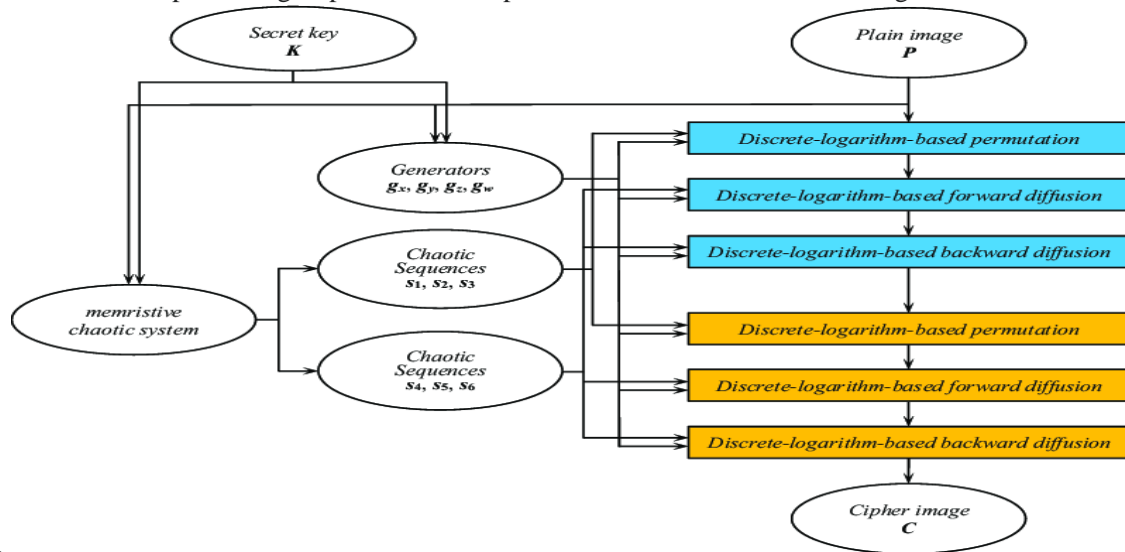 Secret key
K
Plain image
P
Discrete-logarithm-based permutation
Generators
gx, gy, gz, gw
Discrete-logarithm-based forward diffusion
Discrete-logarithm-based backward diffusion
Chaotic
Sequences
s1, s2, s3
memristive
chaotic system
Discrete-logarithm-based permutation
Chaotic
Sequences
s4, s5, s6
Discrete-logarithm-based forward diffusion
Discrete-logarithm-based backward diffusion
Cipher image
C